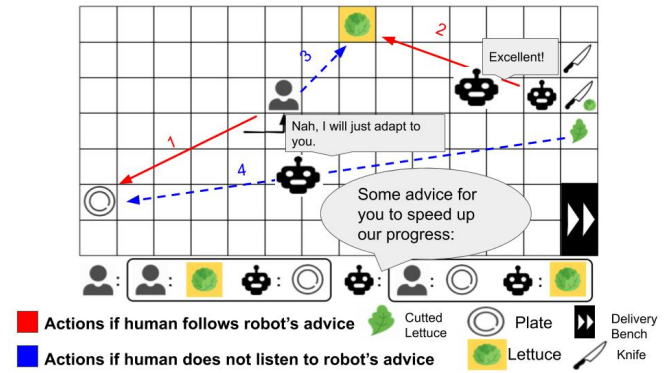 2
Excellent!
3
1
Nah, I will just adapt to
you.
4
Some advice for
you to speed up
our progress:
: : : : : :
Actions if human follows robot's advice
Cutted
Lettuce
Plate
Delivery
Bench
Actions if human does not listen to robot's advice
Lettuce
Knife